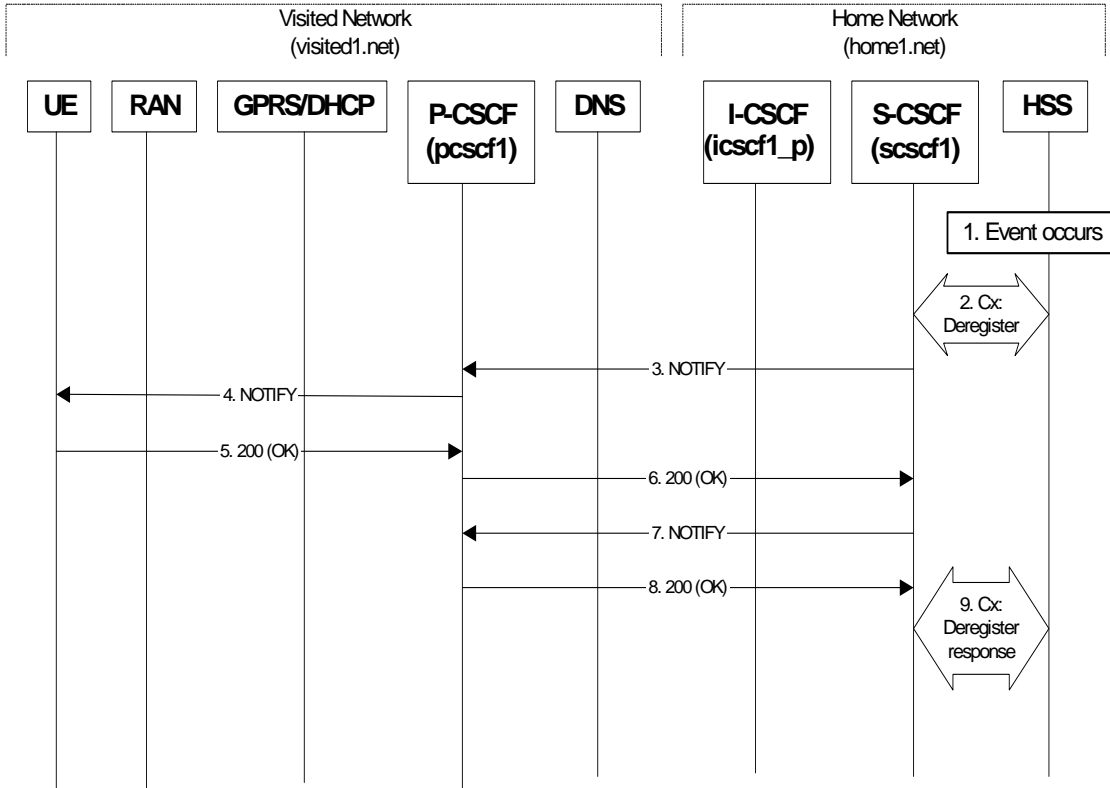 Visited Network
(visited1.net)
Home Network
(home1.net)
UE
RAN
GPRS/DHCP
P-CSCF
(pcscf1)
DNS
I-CSCF
(icscf1_p)
S-CSCF
(scscf1)
HSS
1. Event occurs
2. Cx:
Deregister
3. NOTIFY
4. NOTIFY
5. 200 (OK)
6. 200 (OK)
7. NOTIFY
8. 200 (OK)
9. Cx:
Deregister
response